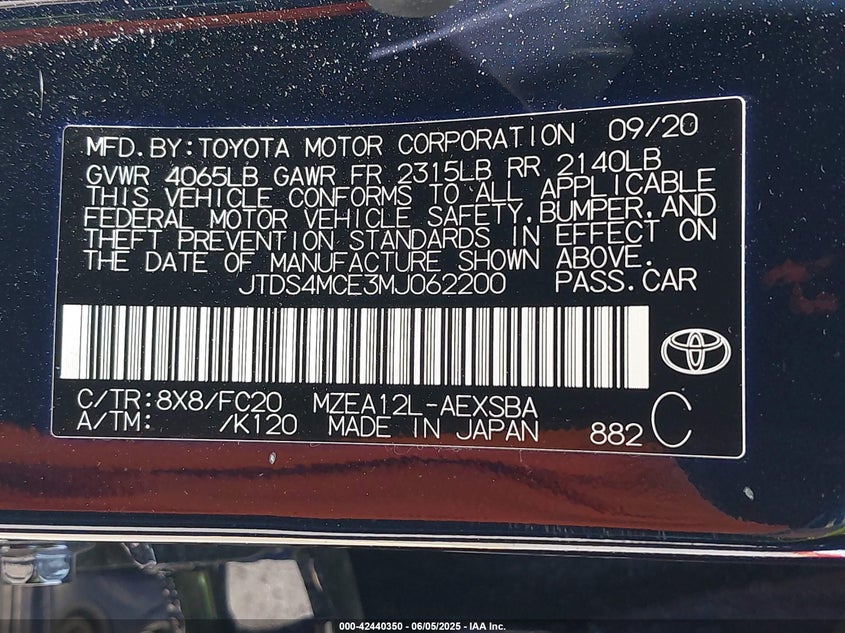 MFD.BY:TOYOTA MOTOR CORPORATION 09/20
GVWR 4065LB GAWR FR 2315LB RR 2140LB
THIS VEHICLE CONFORMS TO ALL APPLICABLE
FEDERAL MOTOR VEHICLE SAFETY,BUMPER,AND
THEFT PREVENTION STANDARDS IN EFFECT ON
THE DATE OF MANUFACTURE SHOWN ABOVE.
JTDS4MCE3MJ062200 PASS.CAR
C/TR:8X8/FC20 MZEA12L-AEXSBA
A/TM: /K120 MADE IN JAPAN 882 C
000-42440350 - 06/05/2025 - IAA Inc.